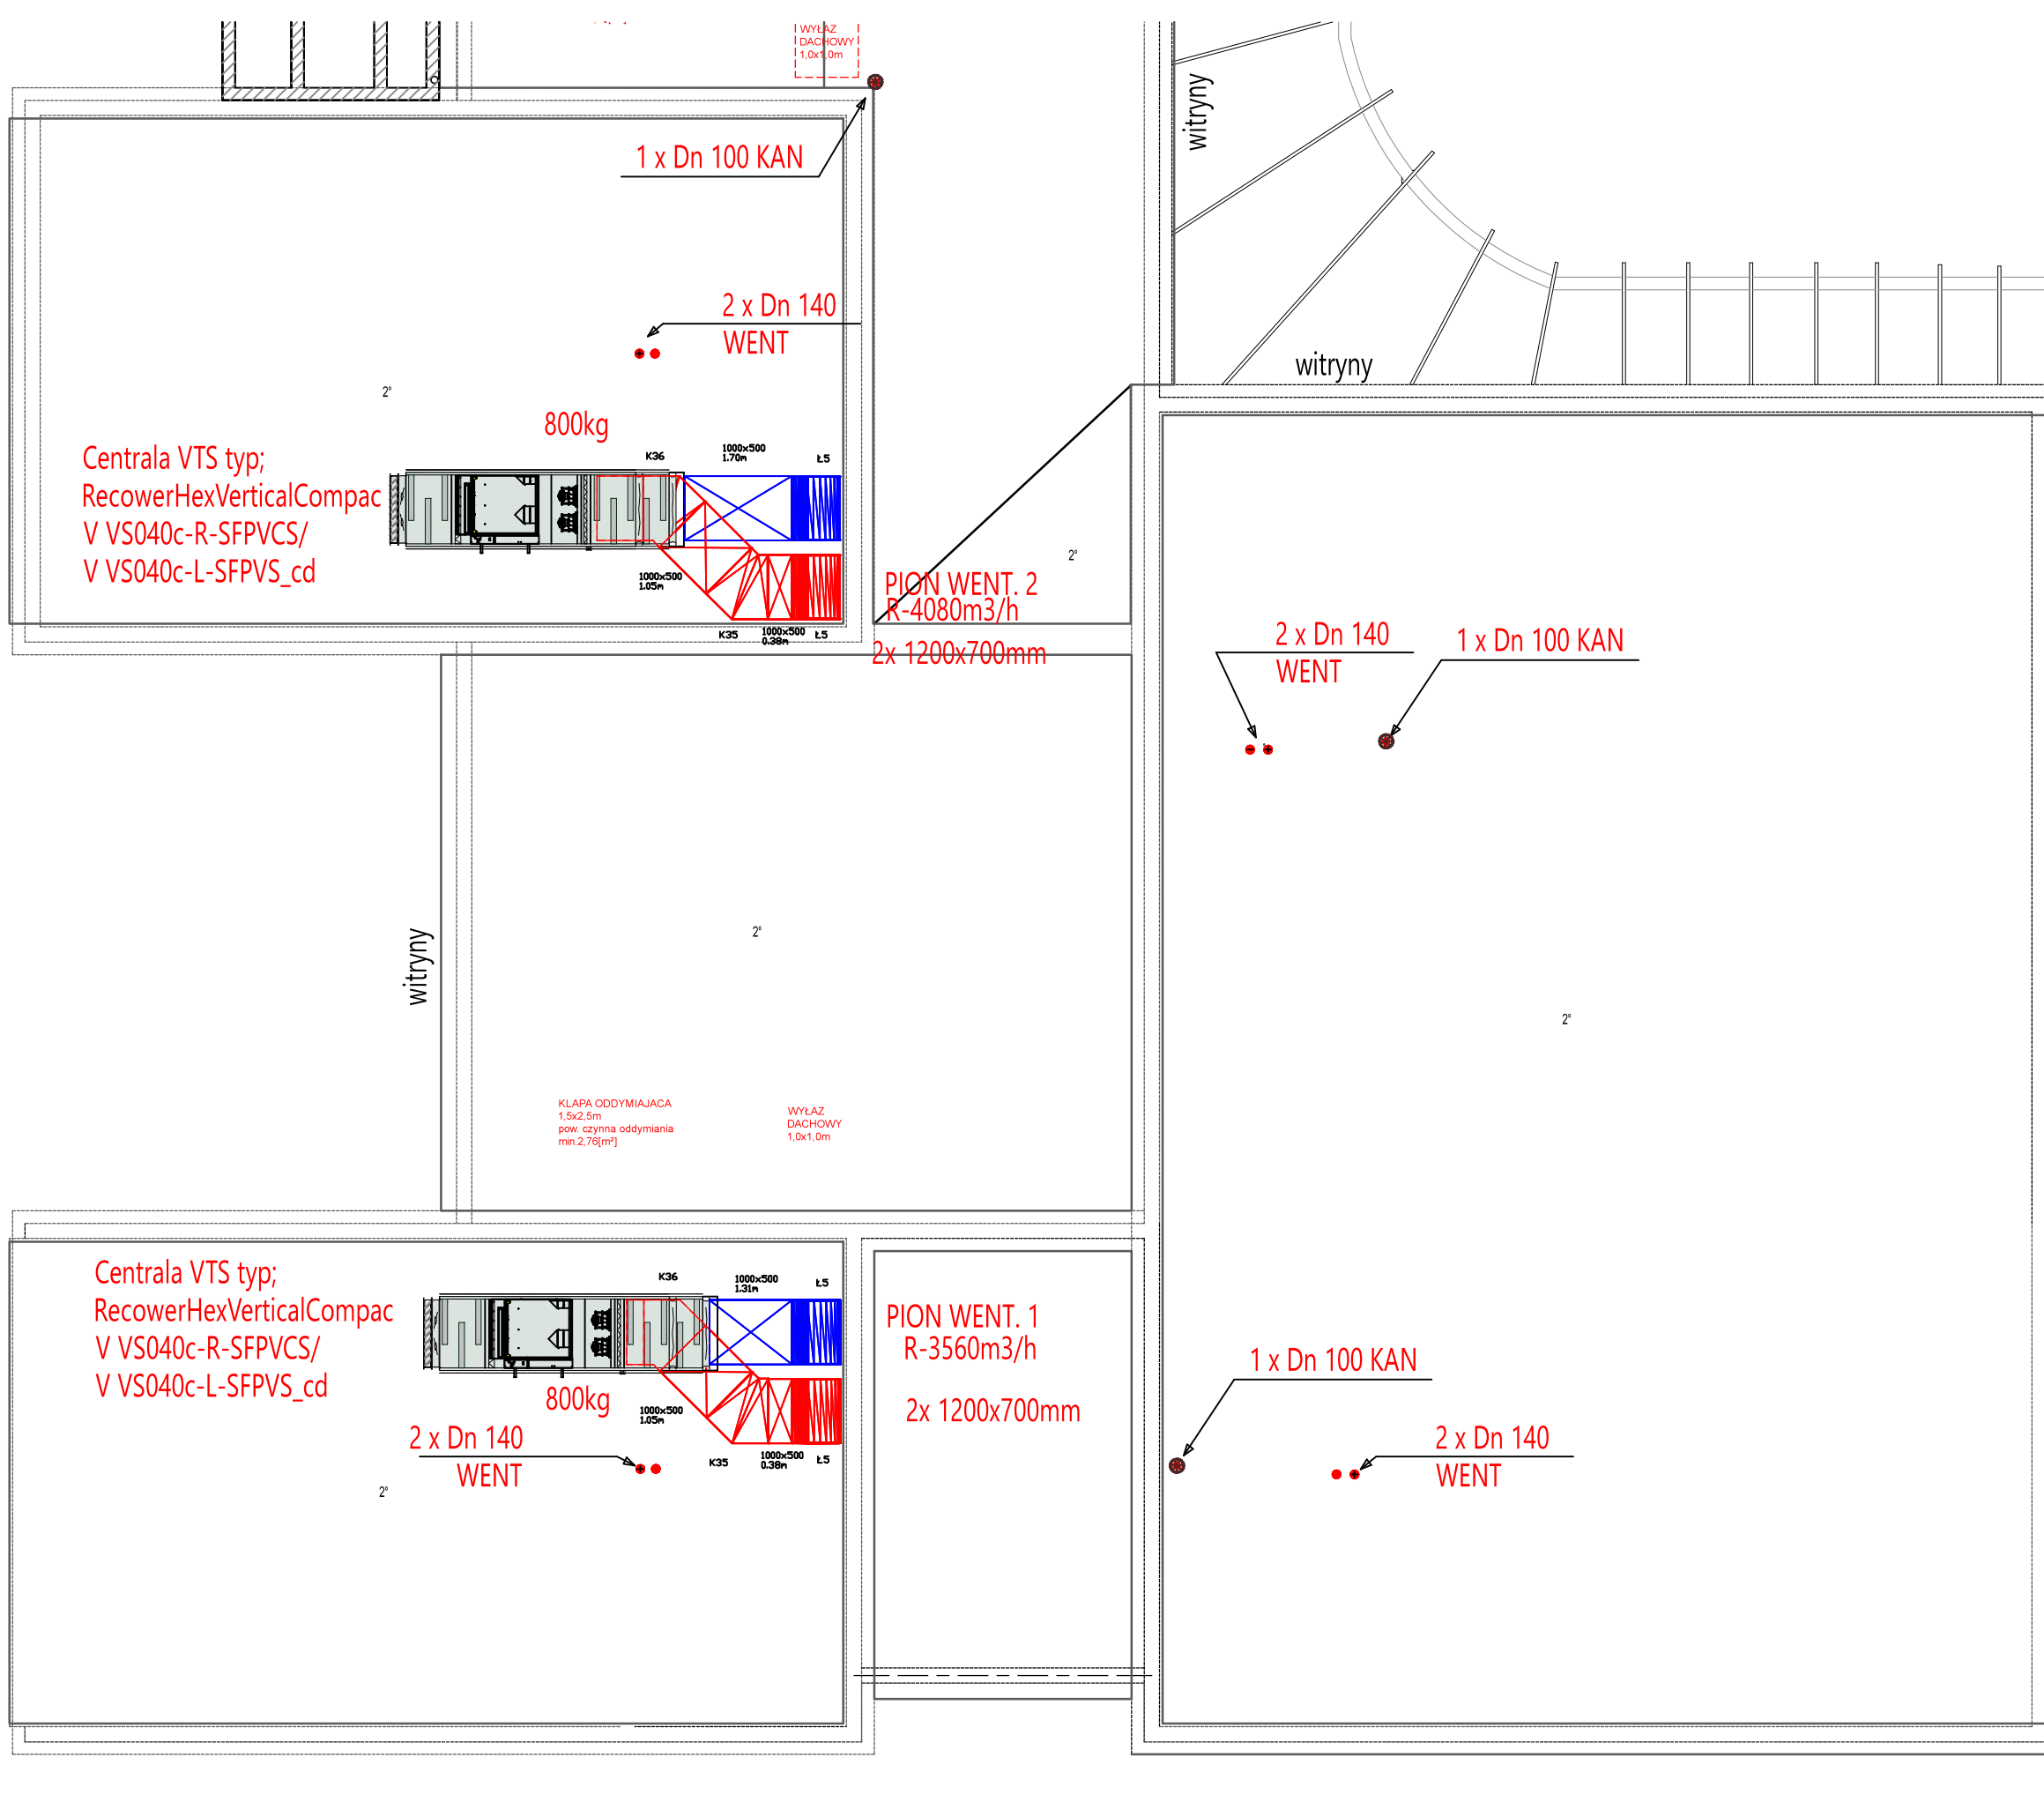 WYŁAZ
DACHOWY
1,0x1,0m
witryny
1 x Dn 100 KAN
2 x Dn 140
WENT
witryny
2°
800kg
Centrala VTS typ;
RecowerHexVerticalCompac
V VS040c-R-SFPVCS/
V VS040c-L-SFPVS_cd
K36
1000x500
1.70m
Ł5
1000x500
1.05m
K35
1000x500
0.38m
Ł5
2°
PION WENT. 2
R-4080m3/h
2x 1200x700mm
2 x Dn 140
WENT
1 x Dn 100 KAN
witryny
2°
2°
KLAPA ODDYMIAJACA
1,5x2,5m
pow. czynna oddymiania
min.2,76[m²]
WYŁAZ
DACHOWY
1,0x1,0m
Centrala VTS typ;
RecowerHexVerticalCompac
V VS040c-R-SFPVCS/
V VS040c-L-SFPVS_cd
K36
1000x500
1.31m
Ł5
800kg
1000x500
1.05m
K35
1000x500
0.38m
Ł5
2 x Dn 140
WENT
2°
PION WENT. 1
R-3560m3/h
2x 1200x700mm
1 x Dn 100 KAN
2 x Dn 140
WENT